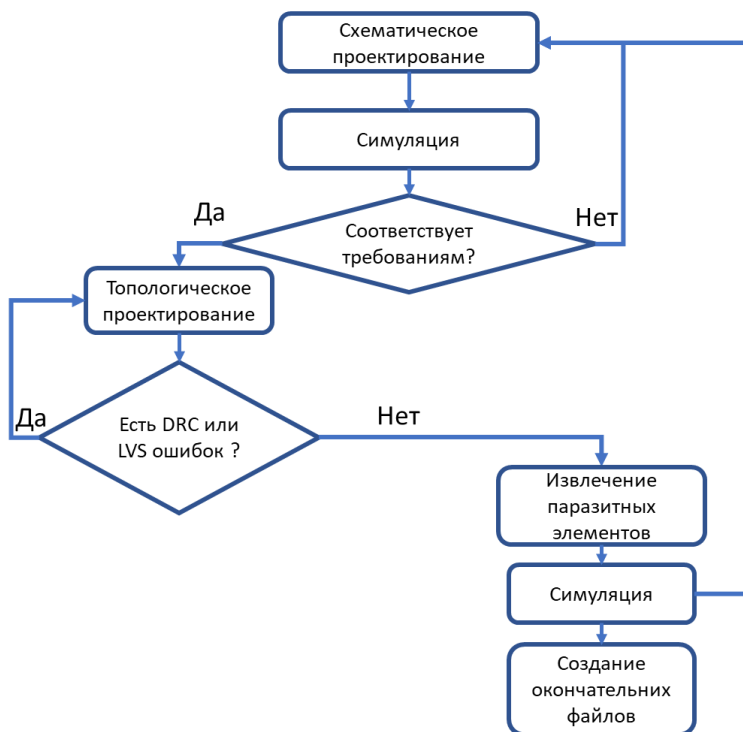 Схематическое
проектирование
Симуляция
Да
Нет
Соответствует
требованиям?
Топологическое
проектирование
Да
Нет
Есть DRC или
LVS ошибок ?
Извлечение
паразитных
элементов
Симуляция
Создание
окончательних
файлов